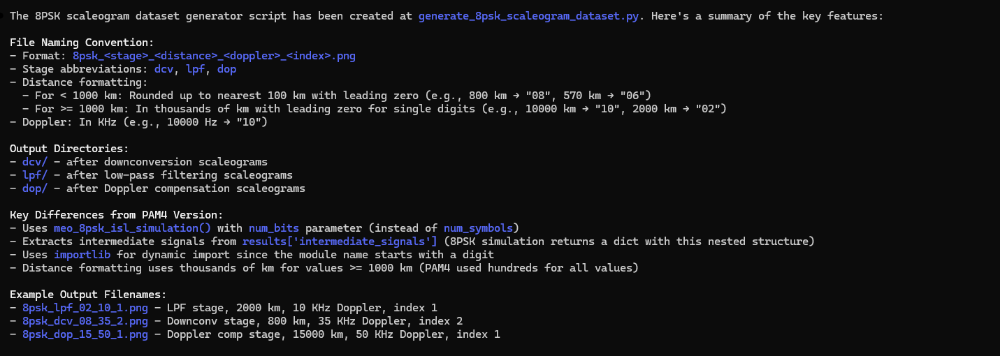 The 8PSK scaleogram dataset generator script has been created at generate_8psk_scaleogram_dataset.py. Here's a summary of the key features:
File Naming Convention:
- Format: 8psk_<stage>_<distance>_<doppler>_<index>.png
- Stage abbreviations: dcv, lpf, dop
- Distance formatting:
- For < 1000 km: Rounded up to nearest 100 km with leading zero (e.g., 800 km → "08", 570 km → "06")
- For >= 1000 km: In thousands of km with leading zero for single digits (e.g., 10000 km → "10", 2000 km → "02")
- Doppler: In KHz (e.g., 10000 Hz → "10")
Output Directories:
- dcv/ - after downconversion scaleograms
- lpf/ - after low-pass filtering scaleograms
- dop/ - after Doppler compensation scaleograms
Key Differences from PAM4 Version:
- Uses meo_8psk_isl_simulation() with num_bits parameter (instead of num_symbols)
- Extracts intermediate signals from results['intermediate_signals'] (8PSK simulation returns a dict with this nested structure)
- Uses importlib for dynamic import since the module name starts with a digit
- Distance formatting uses thousands of km for values >= 1000 km (PAM4 used hundreds for all values)
Example Output Filenames:
- 8psk_lpf_02_10_1.png - LPF stage, 2000 km, 10 KHz Doppler, index 1
- 8psk_dcv_08_35_2.png - Downconv stage, 800 km, 35 KHz Doppler, index 2
- 8psk_dop_15_50_1.png - Doppler comp stage, 15000 km, 50 KHz Doppler, index 1